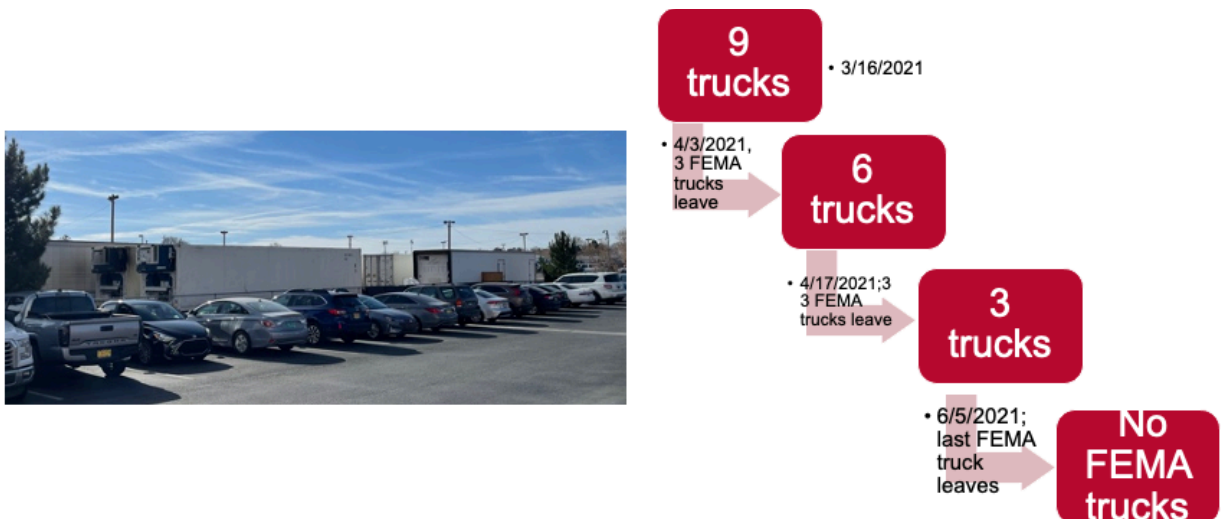 9
trucks
• 3/16/2021
• 4/3/2021,
3 FEMA
trucks
leave
6
trucks
• 4/17/2021;3
3 FEMA
trucks leave
3
trucks
• 6/5/2021;
last FEMA
truck
leaves
No
FEMA
trucks